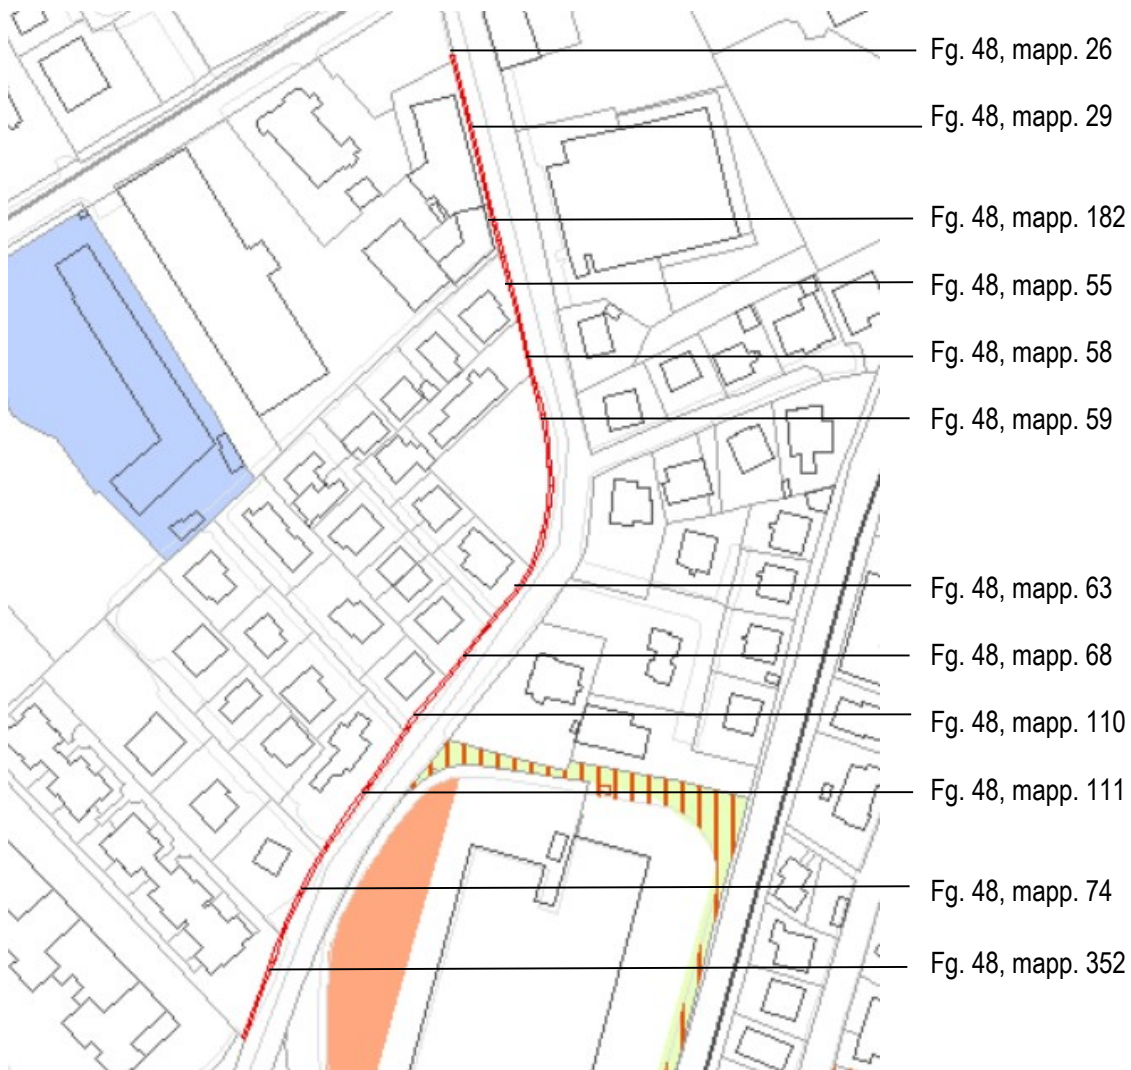 Fg. 48, mapp. 26
Fg. 48, mapp. 29
Fg. 48, mapp. 182
Fg. 48, mapp. 55
Fg. 48, mapp. 58
Fg. 48, mapp. 59
Fg. 48, mapp. 63
Fg. 48, mapp. 68
Fg. 48, mapp. 110
Fg. 48, mapp. 111
Fg. 48, mapp. 74
Fg. 48, mapp. 352